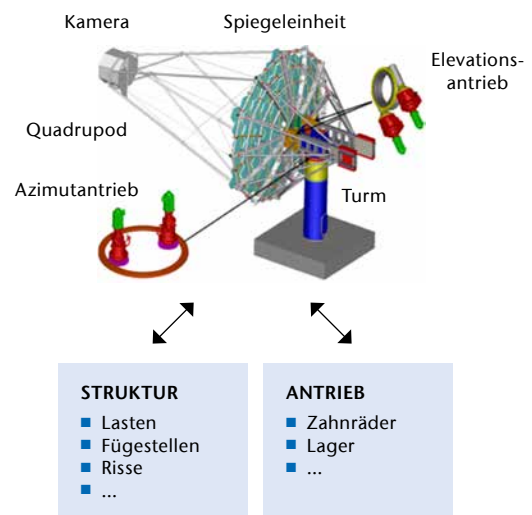 Kamera
Spiegeleinheit
Elevations-
antrieb
Quadrupod
Azimutantrieb
Turm
STRUKTUR
■ Lasten
■ Fügestellen
■ Risse
■ ...
ANTRIEB
■ Zahnräder
■ Lager
■ ...